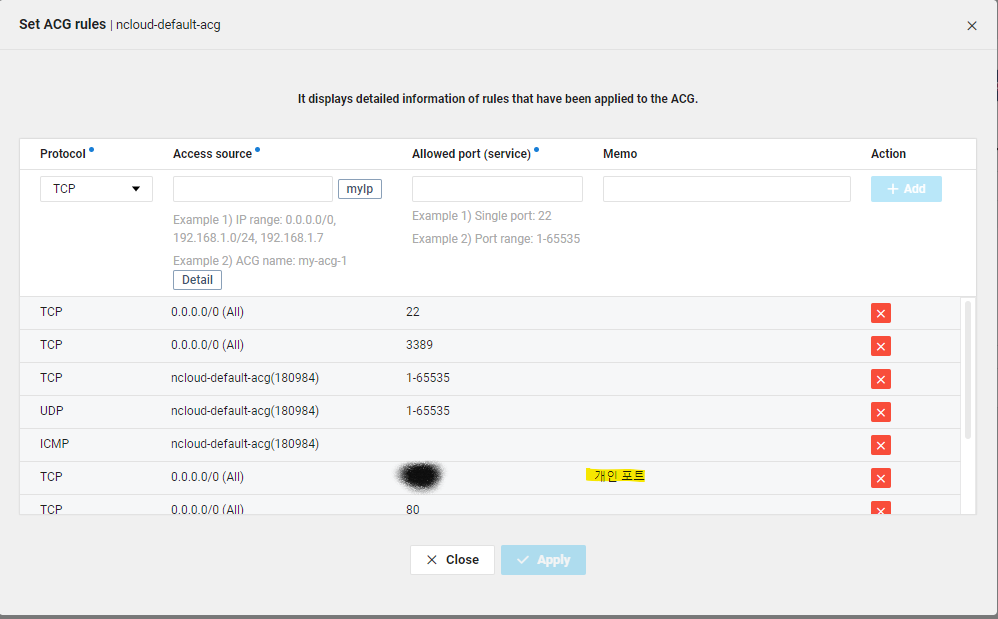 Set ACG rules | ncloud-default-acg
It displays detailed information of rules that have been applied to the ACG.
Protocol Access source Allowed port (service) Memo Action
TCP myIp + Add
Example 1) IP range: 0.0.0.0/0,
192.168.1.0/24, 192.168.1.7
Example 2) ACG name: my-acg-1
Detail
Example 1) Single port: 22
Example 2) Port range: 1-65535
TCP 0.0.0.0/0 (All) 22
TCP 0.0.0.0/0 (All) 3389
TCP ncloud-default-acg(180984) 1-65535
UDP ncloud-default-acg(180984) 1-65535
ICMP ncloud-default-acg(180984)
TCP 0.0.0.0/0 (All) 개인 포트
TCP 0.0.0.0/0 (All) 80
Close Apply